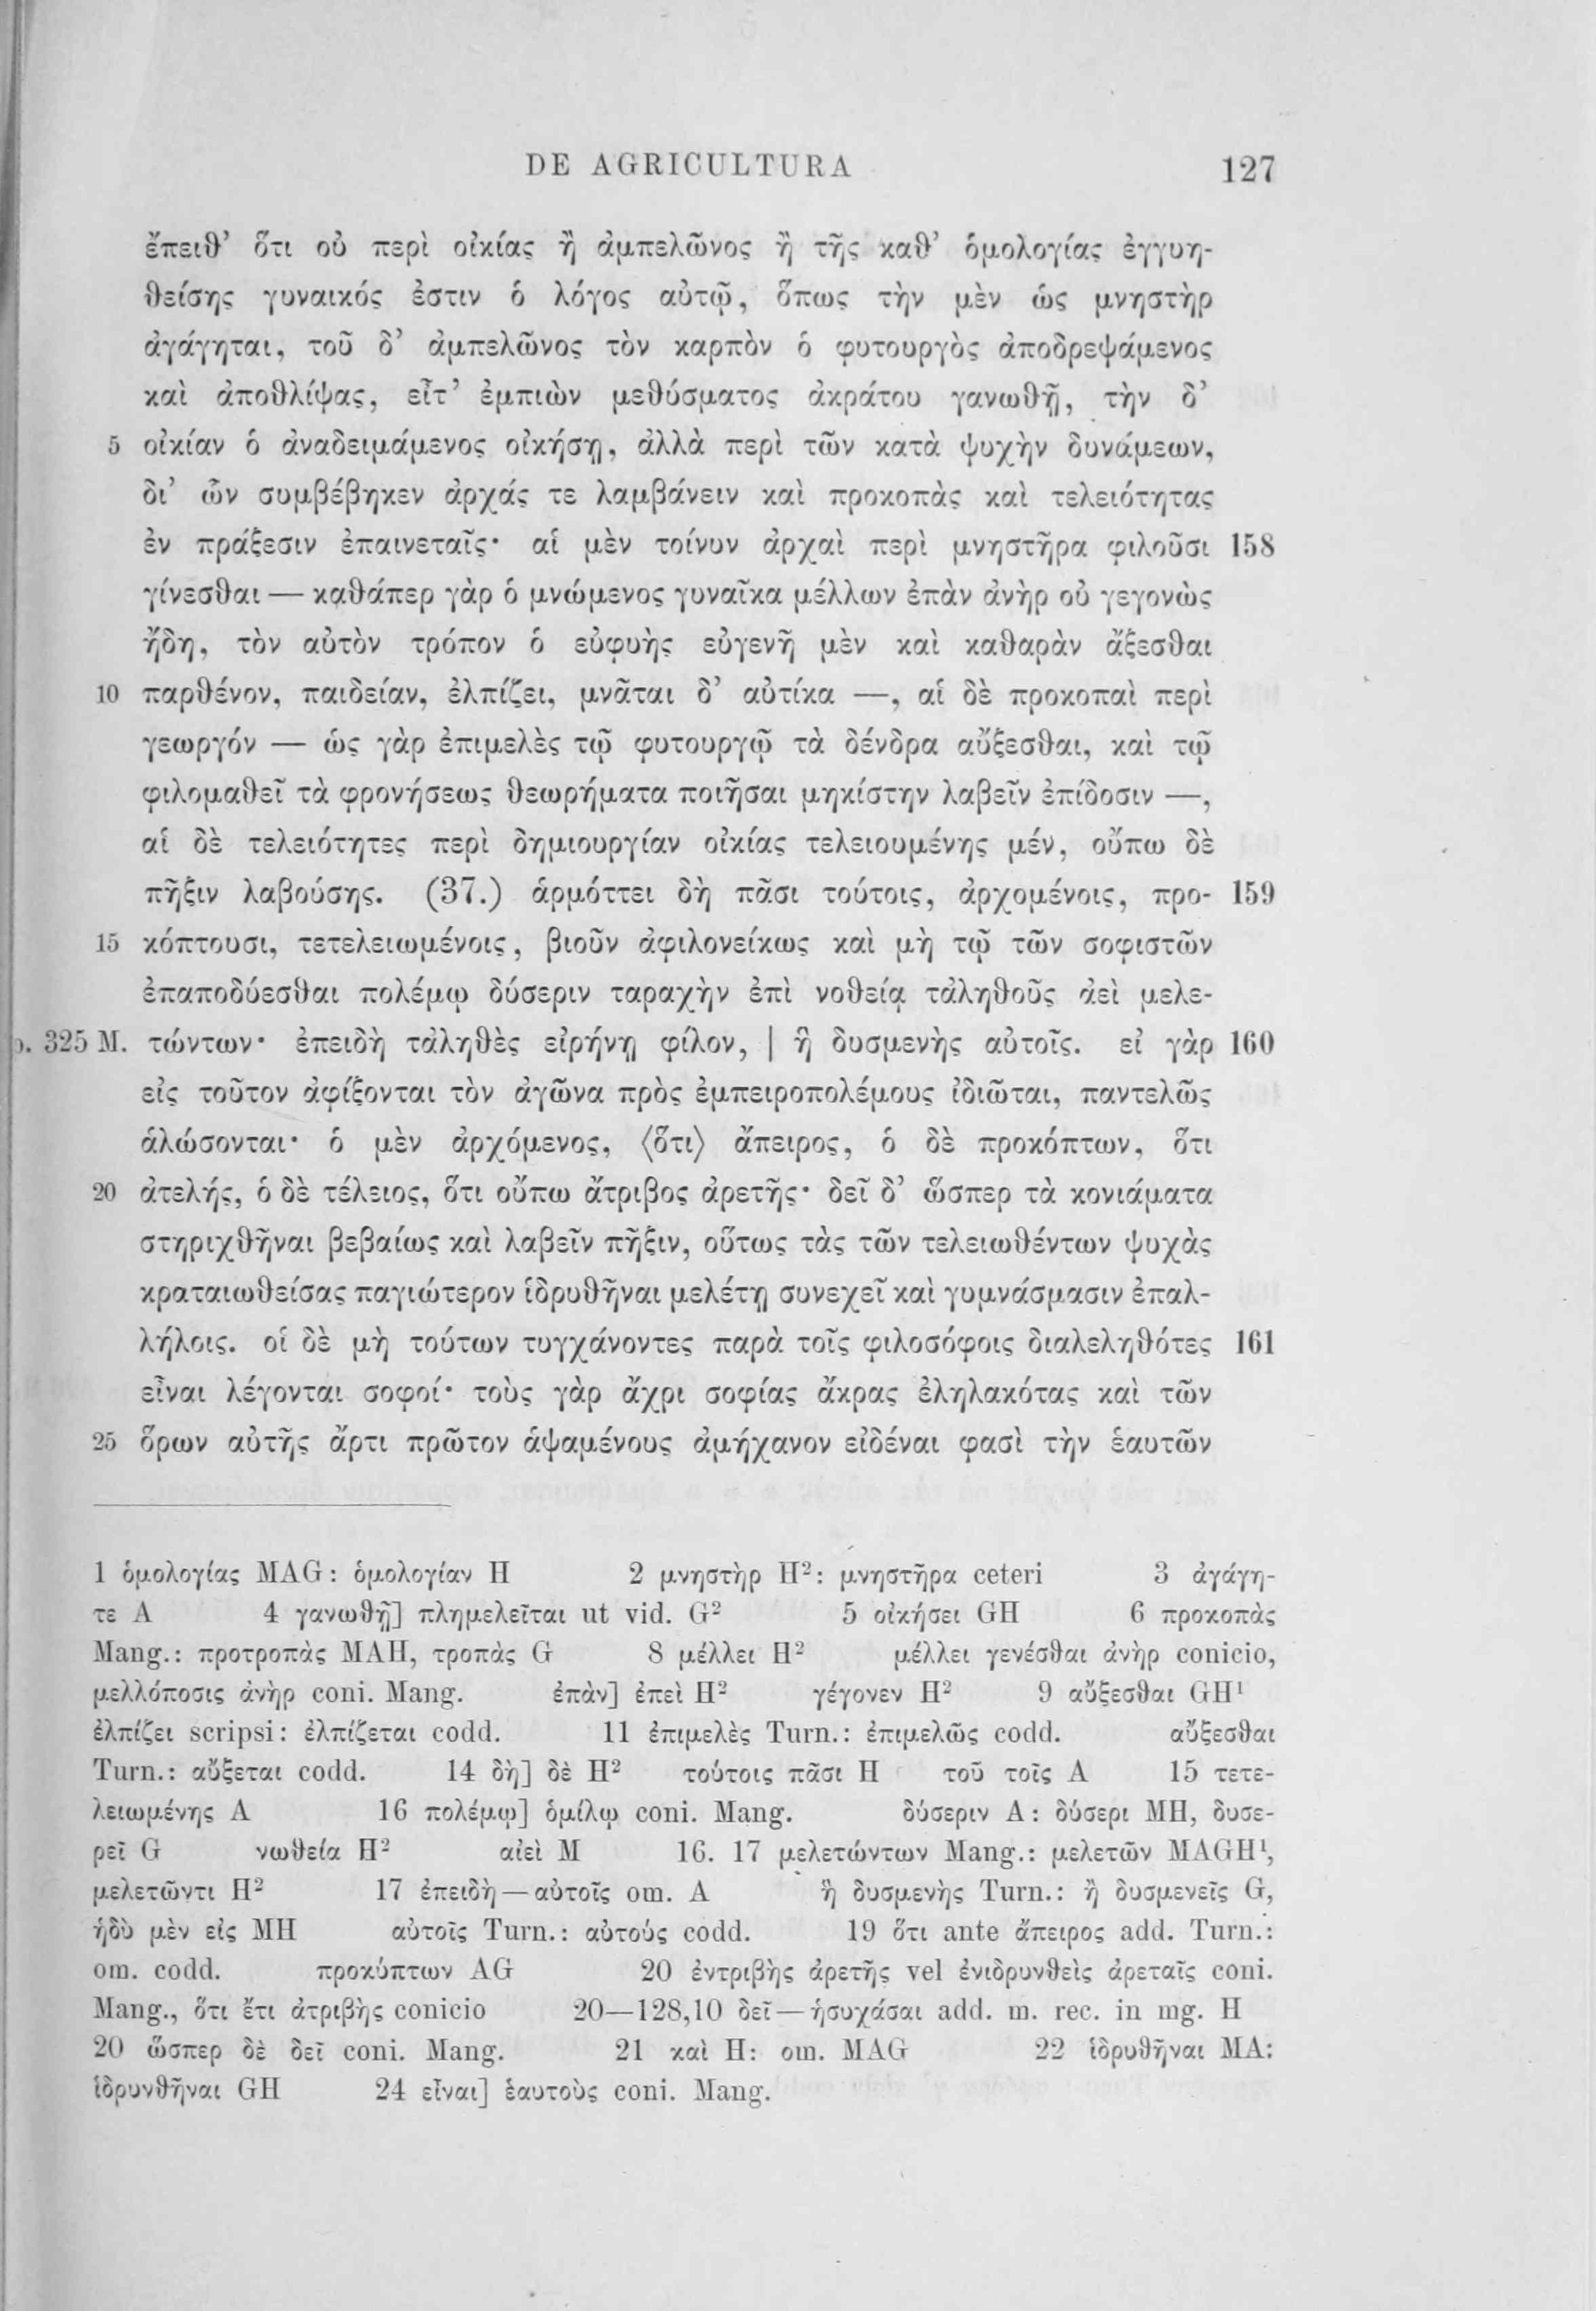 DE AGRICULTURA 127
ἔπειθ’ ὅτι οὐ περὶ οἰκίας ἢ ἀμπελῶνος ἢ τῆς καθ’ ὁμολογίας ἐγγυη-
θείσης γυναικός ἐστιν ὁ λόγος αὐτῷ, ὅπως τὴν μὲν ὡς μνηστὴρ
ἀγάγηται, τοῦ δ’ ἀμπελῶνος τὸν καρπὸν ὁ φυτουργὸς ἀποδρεψάμενος
καὶ ἀποθλίψας, εἶτ’ ἐμπιὼν μεθύσματος ἀκράτου γανωθῇ, τὴν δ’
5 οἰκίαν ὁ ἀναδειμάμενος οἰκήσῃ, ἀλλὰ περὶ τῶν κατὰ ψυχὴν δυνάμεων,
δι’ ὧν συμβέβηκεν ἀρχάς τε λαμβάνειν καὶ προκοπὰς καὶ τελειότητας
ἐν πράξεσιν ἐπαινεταῖς· αἱ μὲν τοίνυν ἀρχαὶ περὶ μνηστῆρα φιλοῦσι 158
γίνεσθαι — καθάπερ γὰρ ὁ μνώμενος γυναῖκα μέλλων ἐπὰν ἀνὴρ οὐ γεγονὼς
ἤδη, τὸν αὐτὸν τρόπον ὁ εὐφυὴς εὐγενῆ μὲν καὶ καθαρὰν ἄξεσθαι
10 παρθένον, παιδείαν, ἐλπίζει, μνᾶται δ’ αὐτίκα —, αἱ δὲ προκοπαὶ περὶ
γεωργόν — ὡς γὰρ ἐπιμελὲς τῷ φυτουργῷ τὰ δένδρα αὔξεσθαι, καὶ τῷ
φιλομαθεῖ τὰ φρονήσεως θεωρήματα ποιῆσαι μηκίστην λαβεῖν ἐπίδοσιν —,
αἱ δὲ τελειότητες περὶ δημιουργίαν οἰκίας τελειουμένης μέν, οὔπω δὲ
πῆξιν λαβούσης. (37.) ἁρμόττει δὴ πᾶσι τούτοις, ἀρχομένοις, προ- 159
15 κόπτουσι, τετελειωμένοις, βιοῦν ἀφιλονείκως καὶ μὴ τῷ τῶν σοφιστῶν
ἐπαποδύεσθαι πολέμῳ δύσεριν ταραχὴν ἐπὶ νοθείᾳ τἀληθοῦς ἀεὶ μελε-
p. 325 M. τώντων· ἐπειδὴ τἀληθὲς εἰρήνῃ φίλον, | ἣ δυσμενὴς αὐτοῖς. εἰ γὰρ 160
εἰς τοῦτον ἀφίξονται τὸν ἀγῶνα πρὸς ἐμπειροπολέμους ἰδιῶται, παντελῶς
ἁλώσονται· ὁ μὲν ἀρχόμενος, ⟨ὅτι⟩ ἄπειρος, ὁ δὲ προκόπτων, ὅτι
20 ἀτελής, ὁ δὲ τέλειος, ὅτι οὔπω ἄτριβος ἀρετῆς· δεῖ δ’ ὥσπερ τὰ κονιάματα
στηριχθῆναι βεβαίως καὶ λαβεῖν πῆξιν, οὕτως τὰς τῶν τελειωθέντων ψυχὰς
κραταιωθείσας παγιώτερον ἱδρυθῆναι μελέτῃ συνεχεῖ καὶ γυμνάσμασιν ἐπαλ-
λήλοις. οἱ δὲ μὴ τούτων τυγχάνοντες παρὰ τοῖς φιλοσόφοις διαλεληθότες 161
εἶναι λέγονται σοφοί· τοὺς γὰρ ἄχρι σοφίας ἄκρας ἐληλακότας καὶ τῶν
25 ὅρων αὐτῆς ἄρτι πρῶτον ἁψαμένους ἀμήχανον εἰδέναι φασὶ τὴν ἑαυτῶν
1 ὁμολογίας MAG: ὁμολογίαν H 2 μνηστὴρ H²: μνηστῆρα ceteri 3 ἀγάγη-
τε A 4 γανωθῇ] πλημελεῖται ut vid. G² 5 οἰκήσει GH 6 προκοπὰς
Mang.: προτροπὰς MAH, τροπὰς G 8 μέλλει H² μέλλει γενέσθαι ἀνὴρ conicio,
μελλόποσις ἀνὴρ coni. Mang. ἐπὰν] ἐπεὶ H² γέγονεν H² 9 αὔξεσθαι GH¹
ἐλπίζει scripsi: ἐλπίζεται codd. 11 ἐπιμελὲς Turn.: ἐπιμελῶς codd. αὔξεσθαι
Turn.: αὔξεται codd. 14 δὴ] δὲ H² τούτοις πᾶσι H τοῦ τοῖς A 15 τετε-
λειωμένης A 16 πολέμῳ] ὁμίλῳ coni. Mang. δύσεριν A: δύσερι MH, δυσε-
ρεῖ G νωθεία H² αἰεὶ M 16. 17 μελετώντων Mang.: μελετῶν MAGH¹,
μελετῶντι H² 17 ἐπειδὴ — αὐτοῖς om. A ἣ δυσμενὴς Turn.: ἢ δυσμενεῖς G,
ἡδὺ μὲν εἰς MH αὐτοῖς Turn.: αὐτούς codd. 19 ὅτι ante ἄπειρος add. Turn.:
om. codd. προκύπτων AG 20 ἐντριβὴς ἀρετῆς vel ἐνιδρυνθεὶς ἀρεταῖς coni.
Mang., ὅτι ἔτι ἀτριβὴς conicio 20—128,10 δεῖ — ἡσυχάσαι add. m. rec. in mg. H
20 ὥσπερ δὲ δεῖ coni. Mang. 21 καὶ H: om. MAG 22 ἱδρυθῆναι MA:
ἱδρυνθῆναι GH 24 εἶναι] ἑαυτοὺς coni. Mang.